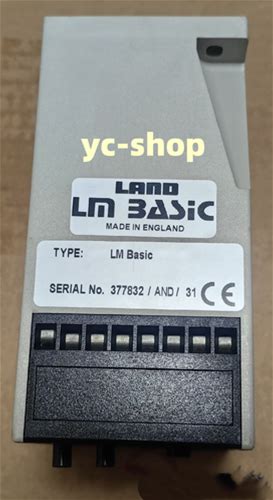 yc-shop
LAND
LM BASiC
MADE IN ENGLAND
TYPE: LM Basic
SERIAL No. 377832 / AND / 31 CE